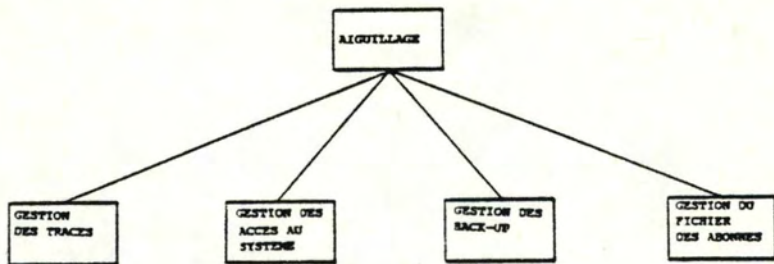 AIGUILLAGE
GESTION
DES TRACES
GESTION DES
ACCES AU
SYSTEME
GESTION DES
BACK-UP
GESTION DU
FICHIER
DES ABONNES